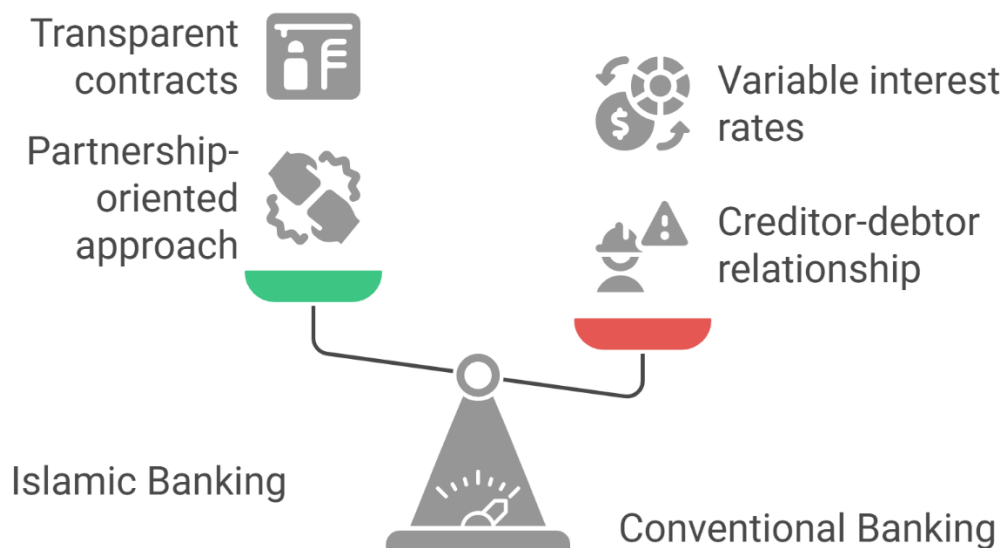 Transparent
contracts
Partnership-
oriented
approach
Variable interest
rates
Creditor-debtor
relationship
Islamic Banking
Conventional Banking